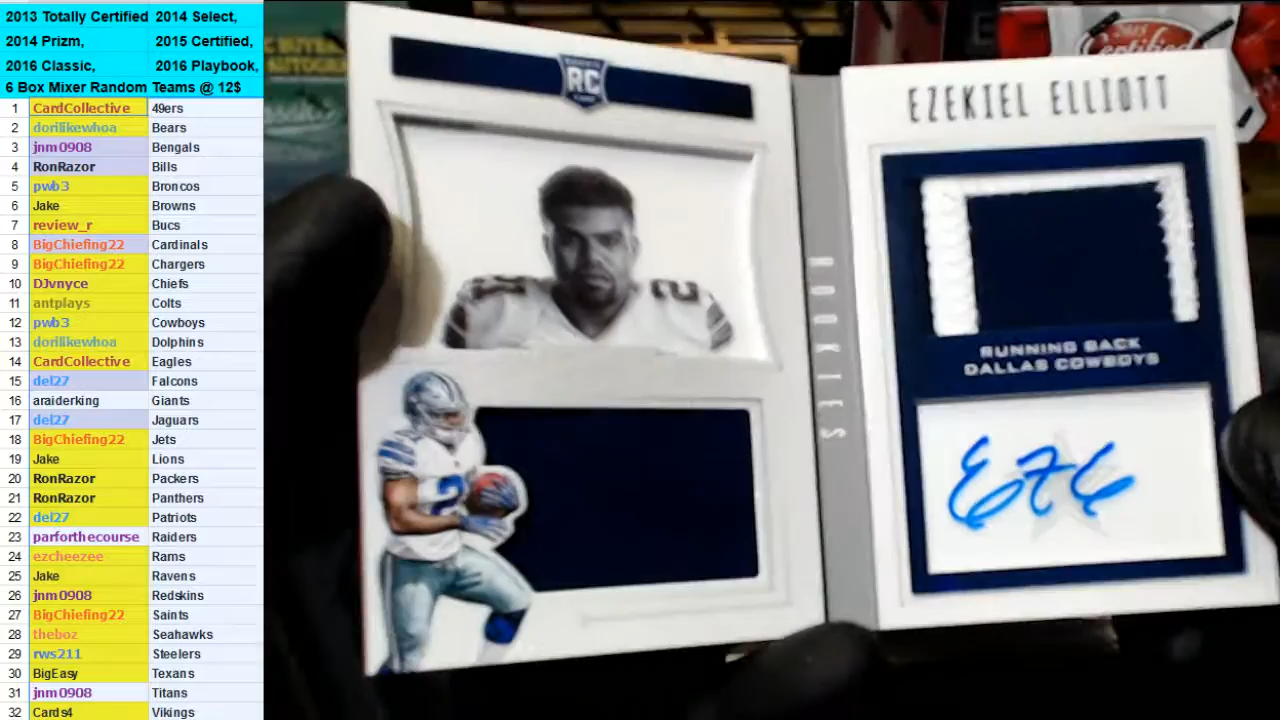 2013 Totally Certified 2014 Select,
2014 Prizm, 2015 Certified,
2016 Classic, 2016 Playbook,
6 Box Mixer Random Teams @ 12$
1 CardCollective 49ers
2 dorilikewhoa Bears
3 jnm0908 Bengals
4 RonRazor Bills
5 pwb3 Broncos
6 Jake Browns
7 review_r Bucs
8 BigChiefing22 Cardinals
9 BigChiefing22 Chargers
10 DJvnyce Chiefs
11 antplays Colts
12 pwb3 Cowboys
13 dorilikewhoa Dolphins
14 CardCollective Eagles
15 del27 Falcons
16 araiderking Giants
17 del27 Jaguars
18 BigChiefing22 Jets
19 Jake Lions
20 RonRazor Packers
21 RonRazor Panthers
22 del27 Patriots
23 parforthecourse Raiders
24 ezcheezee Rams
25 Jake Ravens
26 jnm0908 Redskins
27 BigChiefing22 Saints
28 theboz Seahawks
29 rws211 Steelers
30 BigEasy Texans
31 jnm0908 Titans
32 Cards4 Vikings
RC
ROOKIES
EZEKIEL ELLIOTT
RUNNING BACK
DALLAS COWBOYS
Certified